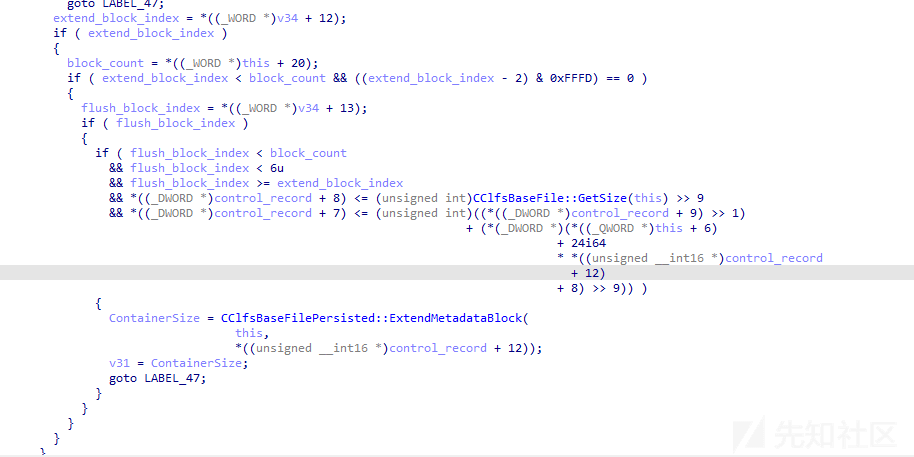 goto LABEL_47;
extend_block_index = *((_WORD *)v34 + 12);
if ( extend_block_index )
{
block_count = *((_WORD *)this + 20);
if ( extend_block_index < block_count && ((extend_block_index - 2) & 0xFFFD) == 0 )
{
flush_block_index = *((_WORD *)v34 + 13);
if ( flush_block_index )
{
if ( flush_block_index < block_count
&& flush_block_index < 6u
&& flush_block_index >= extend_block_index
&& *((_DWORD *)control_record + 8) <= (unsigned int)CClfsBaseFile::GetSize(this) >> 9
&& *((_DWORD *)control_record + 7) <= (unsigned int)((*((_DWORD *)control_record + 9) >> 1)
+ (*(_DWORD *)(*((_QWORD *)this + 6)
+ 24i64
* *((unsigned __int16 *)control_record
+ 12)
+ 8) >> 9)) )
{
ContainerSize = CClfsBaseFilePersisted::ExtendMetadataBlock(
this,
*((unsigned __int16 *)control_record + 12));
v31 = ContainerSize;
goto LABEL_47;
}
}
}
}
}
先知社区